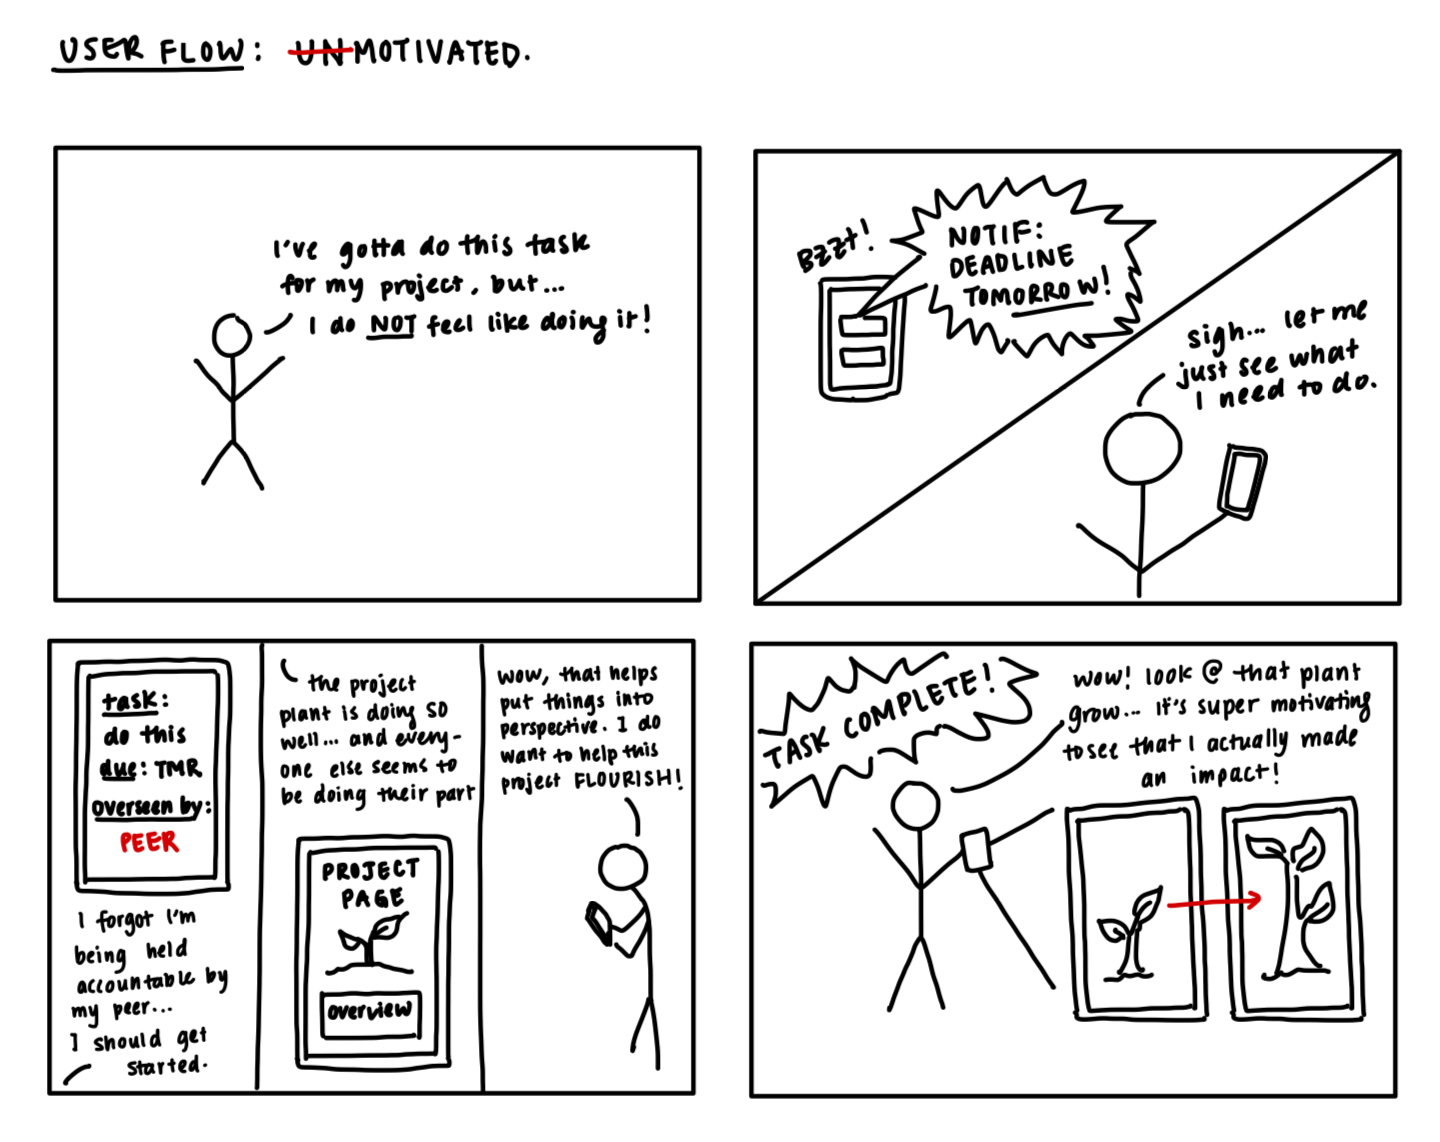 USER FLOW: UNMOTIVATED.
I've gotta do this task
for my project, but...
I do NOT feel like doing it!
Bzzt!
NOTIF:
DEADLINE
TOMORROW!
sigh... let me
just see what
I need to do.
task:
do this
due: TMR
overseen by:
PEER
I forgot I'm
being held
accountable by
my peer...
I should get
started.
the project
plant is doing SO
well... and every-
one else seems to
be doing their part
PROJECT
PAGE
overview
wow, that helps
put things into
perspective. I do
want to help this
project FLOURISH!
TASK COMPLETE!
wow! look @ that plant
grow... it's super motivating
to see that I actually made
an impact!